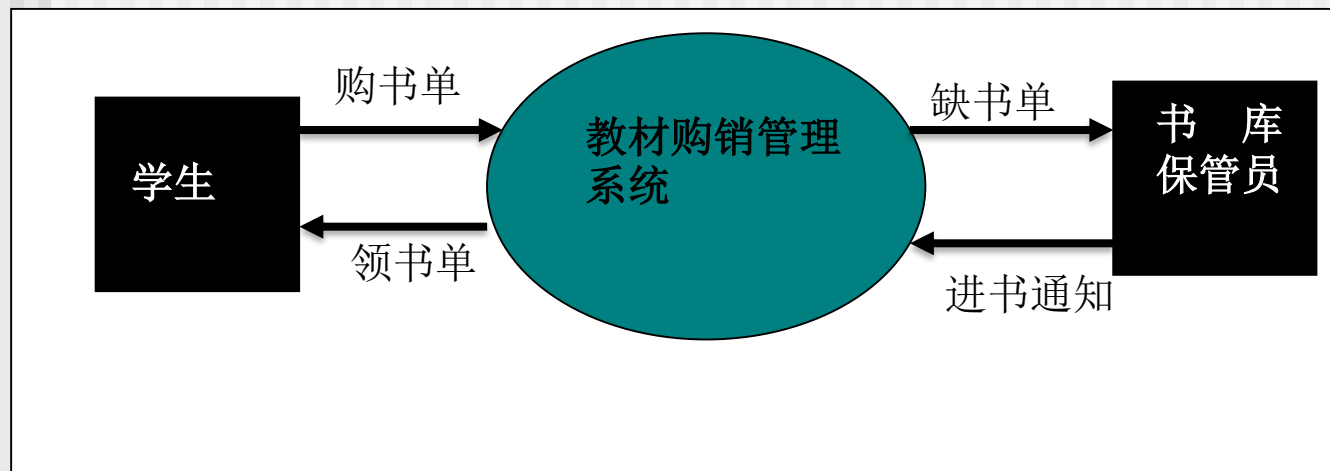 购书单
学生
领书单
教材购销管理
系统
缺书单
书 库
保管员
进书通知